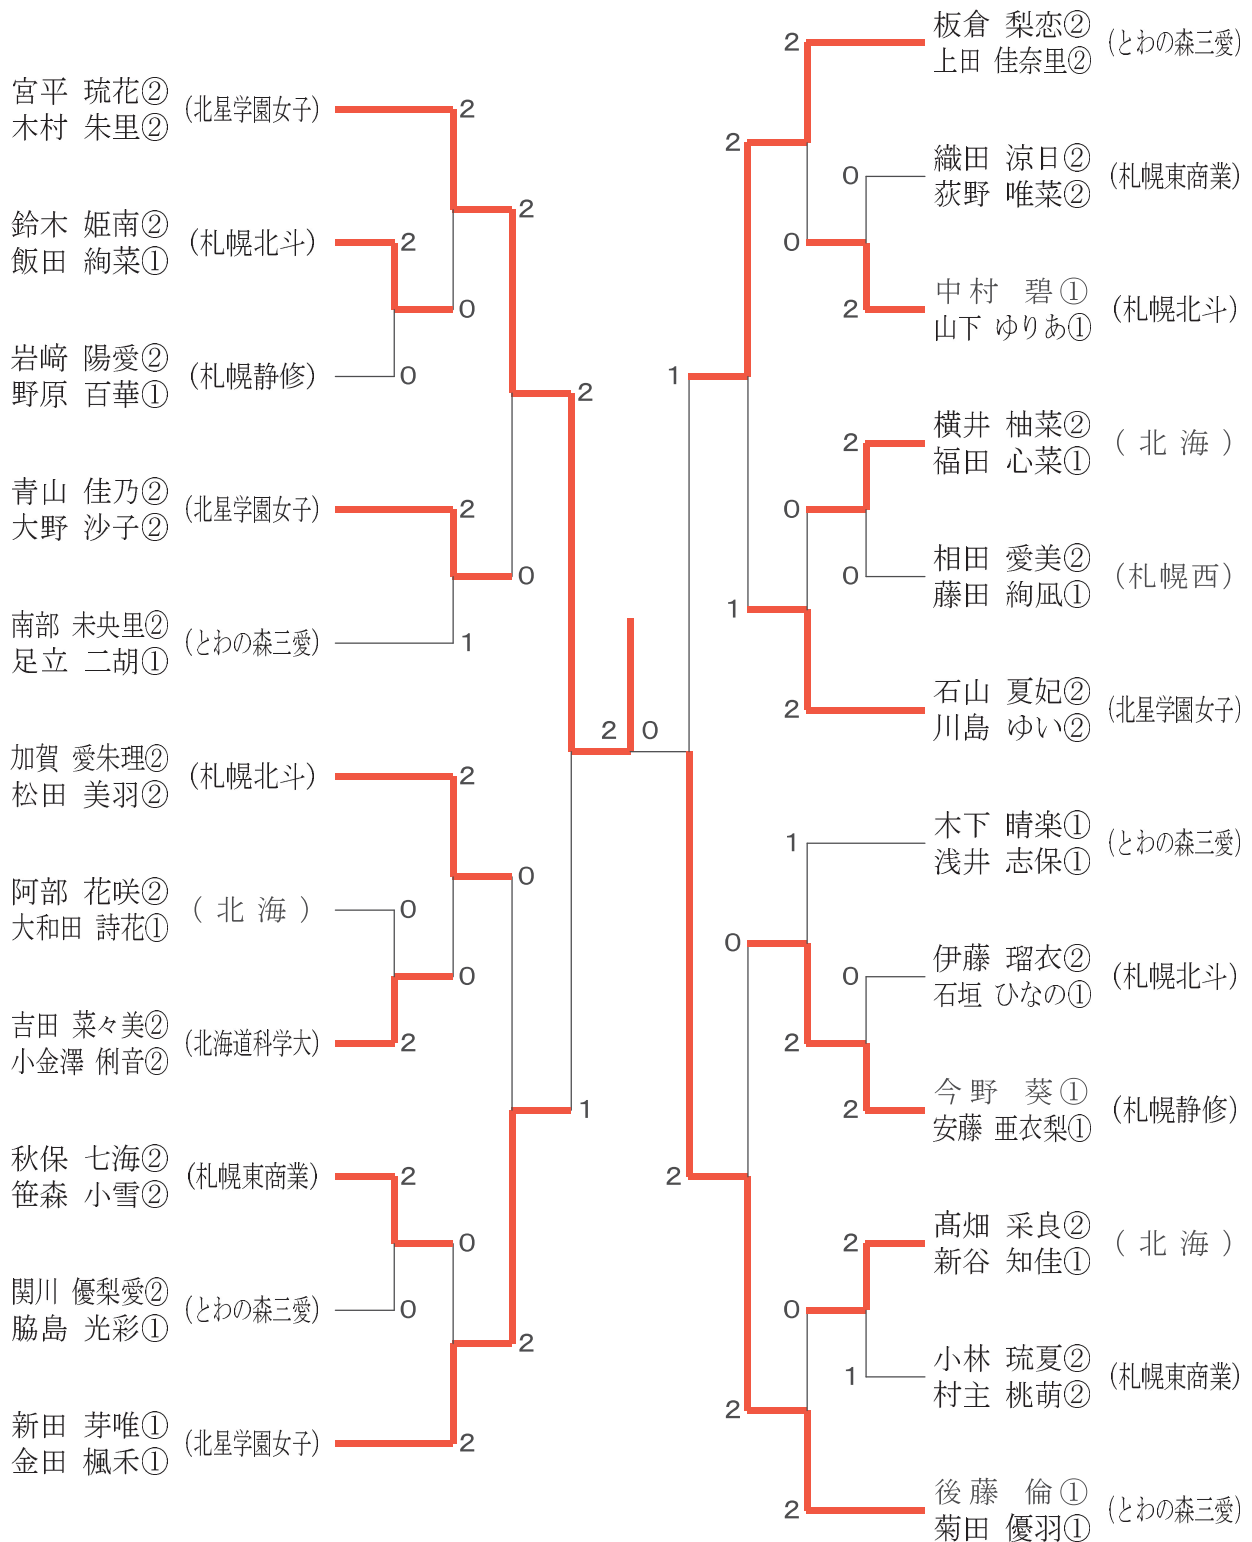 宮平 琉花②
木村 朱里②
(北星学園女子)
2
鈴木 姫南②
飯田 絢菜①
(札幌北斗)
2
岩﨑 陽愛②
野原 百華①
(札幌静修)
0
2
0
青山 佳乃②
大野 沙子②
(北星学園女子)
2
南部 未央里②
足立 二胡①
(とわの森三愛)
1
0
2
加賀 愛朱理②
松田 美羽②
(札幌北斗)
2
阿部 花咲②
大和田 詩花①
(北海)
0
吉田 菜々美②
小金澤 俐音②
(北海道科学大)
2
0
0
秋保 七海②
笹森 小雪②
(札幌東商業)
2
関川 優梨愛②
脇島 光彩①
(とわの森三愛)
0
0
新田 芽唯①
金田 楓禾①
(北星学園女子)
2
2
1
2
0
板倉 梨恋②
上田 佳奈里②
(とわの森三愛)
2
織田 涼日②
荻野 唯菜②
(札幌東商業)
0
中村 碧①
山下 ゆりあ①
(札幌北斗)
2
0
2
横井 柚菜②
福田 心菜①
(北海)
2
相田 愛美②
藤田 絢凪①
(札幌西)
0
0
石山 夏妃②
川島 ゆい②
(北星学園女子)
2
1
1
木下 晴楽①
浅井 志保①
(とわの森三愛)
1
伊藤 瑠衣②
石垣 ひなの①
(札幌北斗)
0
今野 葵①
安藤 亜衣梨①
(札幌静修)
2
2
0
髙畑 采良②
新谷 知佳①
(北海)
2
小林 琉夏②
村主 桃萌②
(札幌東商業)
1
0
後藤 倫①
菊田 優羽①
(とわの森三愛)
2
2
2